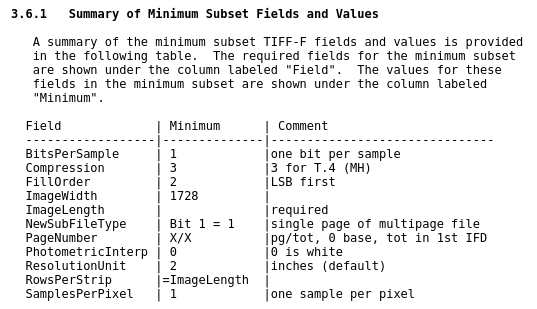 3.6.1   Summary of Minimum Subset Fields and Values

   A summary of the minimum subset TIFF-F fields and values is provided
   in the following table.  The required fields for the minimum subset
   are shown under the column labeled "Field".  The values for these
   fields in the minimum subset are shown under the column labeled
   "Minimum".

  Field             | Minimum      | Comment
  ------------------|--------------|-------------------------------
  BitsPerSample     | 1            |one bit per sample
  Compression       | 3            |3 for T.4 (MH)
  FillOrder         | 2            |LSB first
  ImageWidth        | 1728         |
  ImageLength       |              |required
  NewSubFileType    | Bit 1 = 1    |single page of multipage file
  PageNumber        | X/X          |pg/tot, 0 base, tot in 1st IFD
  PhotometricInterp | 0            |0 is white
  ResolutionUnit    | 2            |inches (default)
  RowsPerStrip      |=ImageLength  |
  SamplesPerPixel   | 1            |one sample per pixel